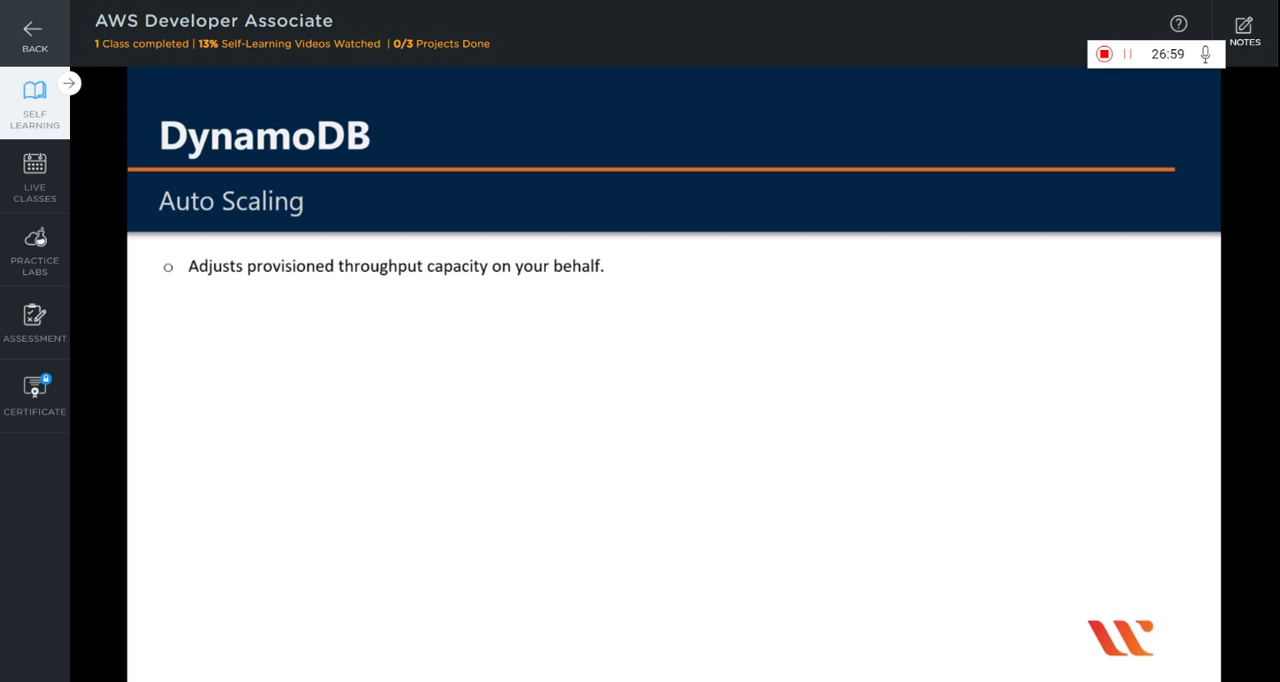 BACK
AWS Developer Associate
1 Class completed | 13% Self-Learning Videos Watched | 0/3 Projects Done
NOTES
26:59
SELF
LEARNING
LIVE
CLASSES
PRACTICE
LABS
ASSESSMENT
CERTIFICATE
DynamoDB
Auto Scaling
o Adjusts provisioned throughput capacity on your behalf.